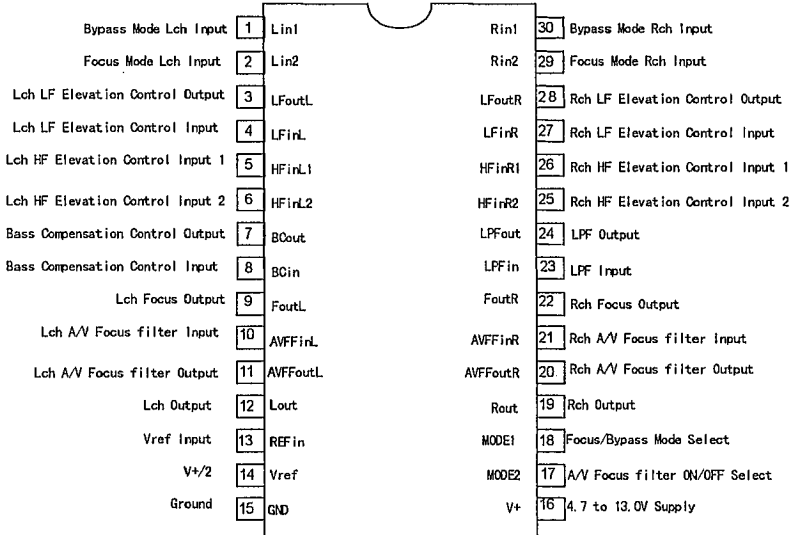 Bypass Mode Lch Input 1 Lin1 Rin1 30 Bypass Mode Rch Input
Focus Mode Lch Input 2 Lin2 Rin2 29 Focus Mode Rch Input
Lch LF Elevation Control Output 3 LFoutL LFoutR 28 Rch LF Elevation Control Output
Lch LF Elevation Control Input 4 LFinL LFinR 27 Rch LF Elevation Control Input
Lch HF Elevation Control Input 1 5 HFinL1 HFinR1 26 Rch HF Elevation Control Input 1
Lch HF Elevation Control Input 2 6 HFinL2 HFinR2 25 Rch HF Elevation Control Input 2
Bass Compensation Control Output 7 BCout LPFout 24 LPF Output
Bass Compensation Control Input 8 BCin LPFin 23 LPF Input
Lch Focus Output 9 FoutL FoutR 22 Rch Focus Output
Lch A/V Focus filter Input 10 AVFFinL AVFFinR 21 Rch A/V Focus filter Input
Lch A/V Focus filter Output 11 AVFFoutL AVFFoutR 20 Rch A/V Focus filter Output
Lch Output 12 Lout Rout 19 Rch Output
Vref Input 13 REFin MODE1 18 Focus/Bypass Mode Select
V+/2 14 Vref MODE2 17 A/V Focus filter ON/OFF Select
Ground 15 GND V+ 16 4.7 to 13.0V Supply